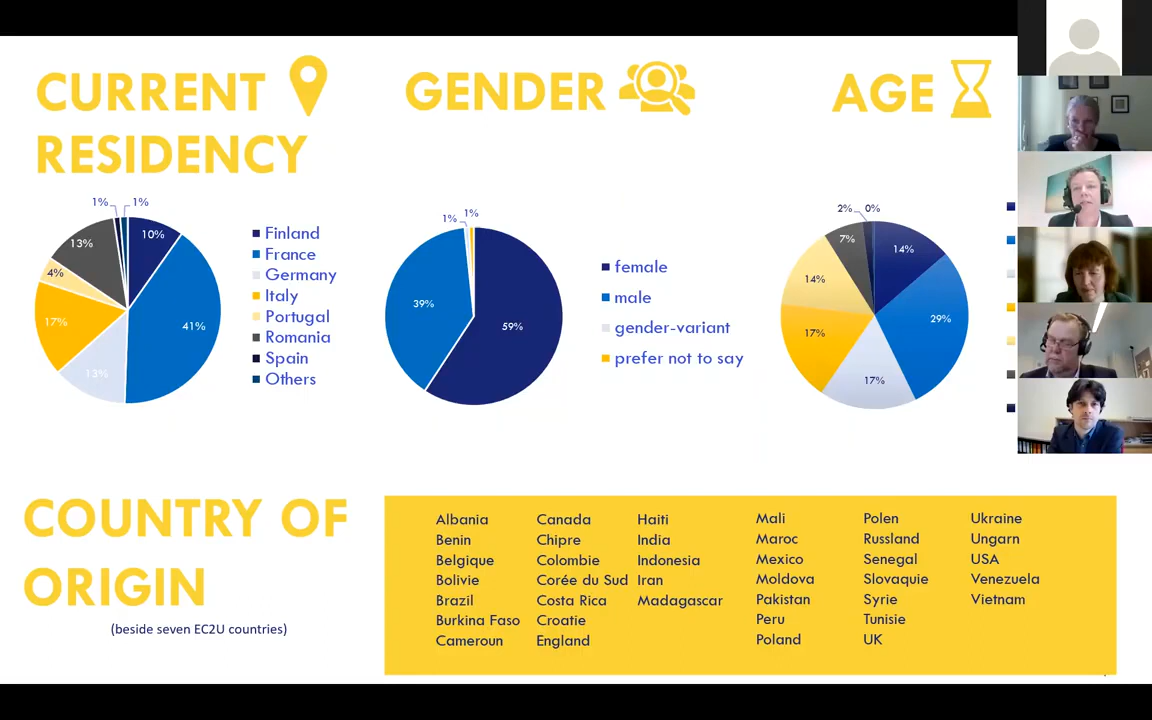 CURRENT
RESIDENCY
1%
1%
10%
13%
4%
17%
41%
13%
Finland
France
Germany
Italy
Portugal
Romania
Spain
Others
GENDER
1%
1%
39%
59%
female
male
gender-variant
prefer not to say
AGE
2%
0%
7%
14%
14%
29%
17%
17%
COUNTRY OF
ORIGIN
(beside seven EC2U countries)
Albania
Benin
Belgique
Bolivie
Brazil
Burkina Faso
Cameroun
Canada
Chipre
Colombie
Corée du Sud
Costa Rica
Croatie
England
Haiti
India
Indonesia
Iran
Madagascar
Mali
Maroc
Mexico
Moldova
Pakistan
Peru
Poland
Polen
Russland
Senegal
Slovaquie
Syrie
Tunisie
UK
Ukraine
Ungarn
USA
Venezuela
Vietnam